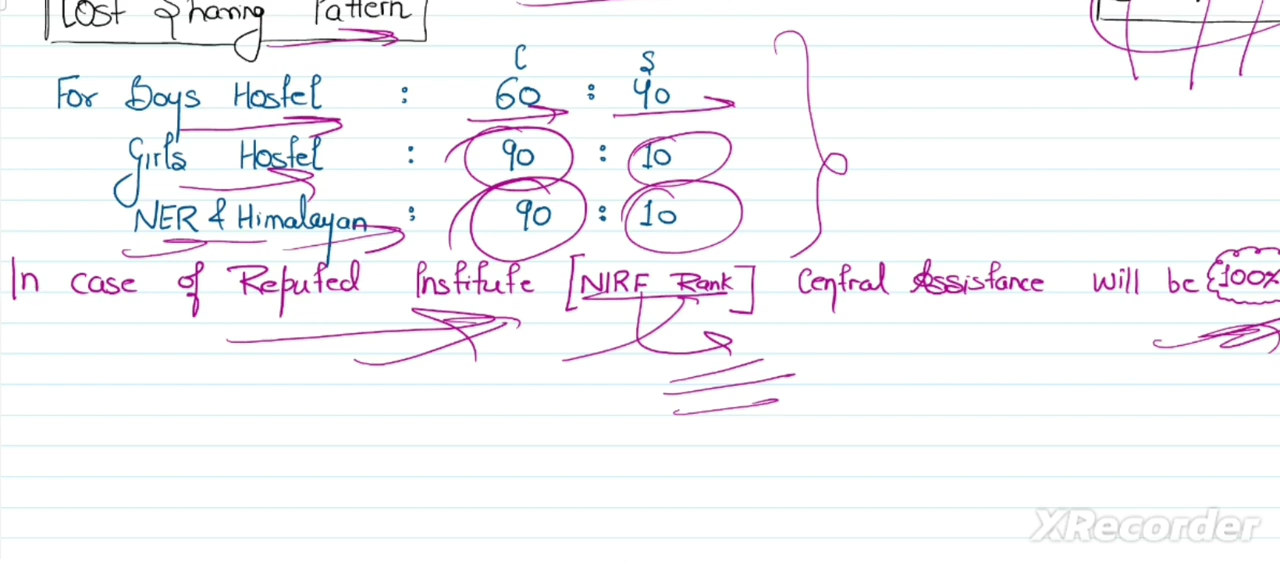 Cost Sharing Pattern
C S
For Boys Hostel : 60 : 40
Girls Hostel : 90 : 10
NER & Himalayan : 90 : 10
In case of Reputed Institute [NIRF Rank] Central Assistance will be 100%
XRecorder